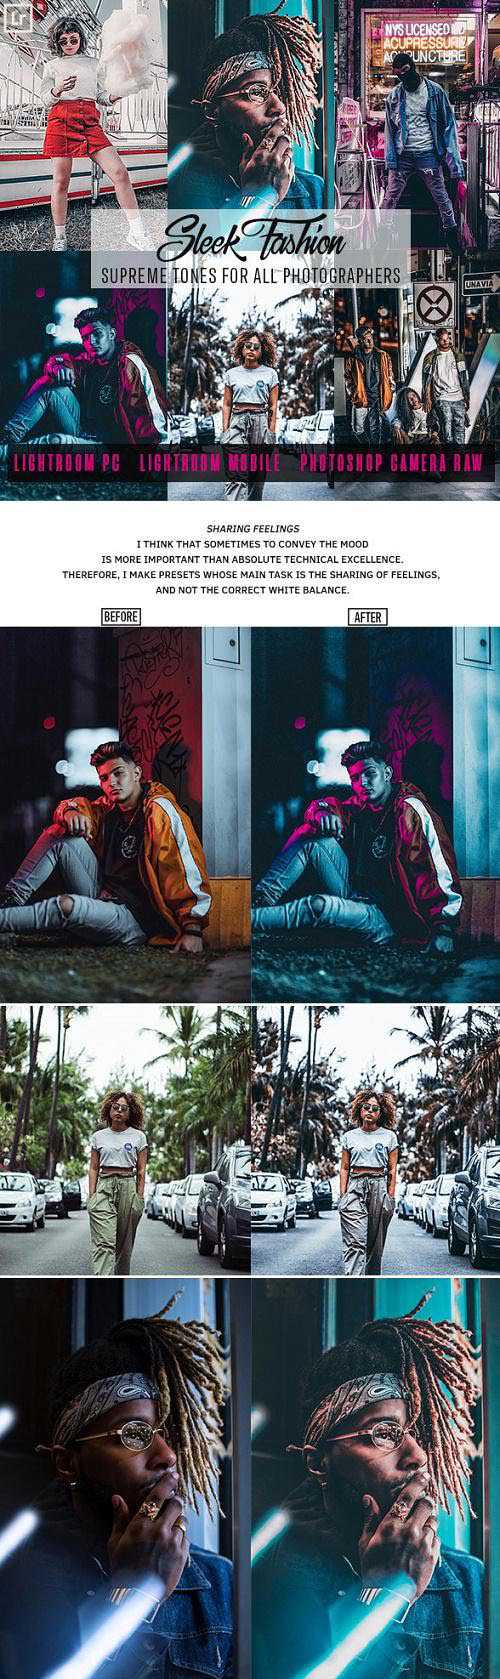 Lr
NYS LICENSED
ACUPRESSURE
ACUPUNCTURE
Sleek Fashion
SUPREME TONES FOR ALL PHOTOGRAPHERS
UNAVIA
LIGHTROOM PC LIGHTROOM MOBILE PHOTOSHOP CAMERA RAW
SHARING FEELINGS
I THINK THAT SOMETIMES TO CONVEY THE MOOD
IS MORE IMPORTANT THAN ABSOLUTE TECHNICAL EXCELLENCE.
THEREFORE, I MAKE PRESETS WHOSE MAIN TASK IS THE SHARING OF FEELINGS,
AND NOT THE CORRECT WHITE BALANCE.
BEFORE AFTER